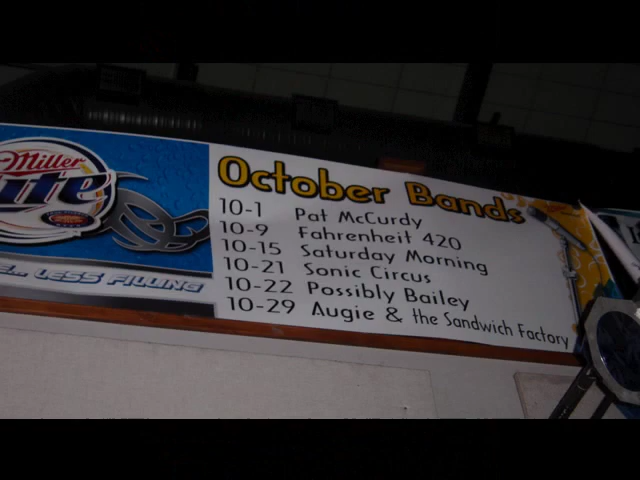 Miller
ite
E... LESS FILLING
October Bands
10-1 Pat McCurdy
10-9 Fahrenheit 420
10-15 Saturday Morning
10-21 Sonic Circus
10-22 Possibly Bailey
10-29 Augie & the Sandwich Factory